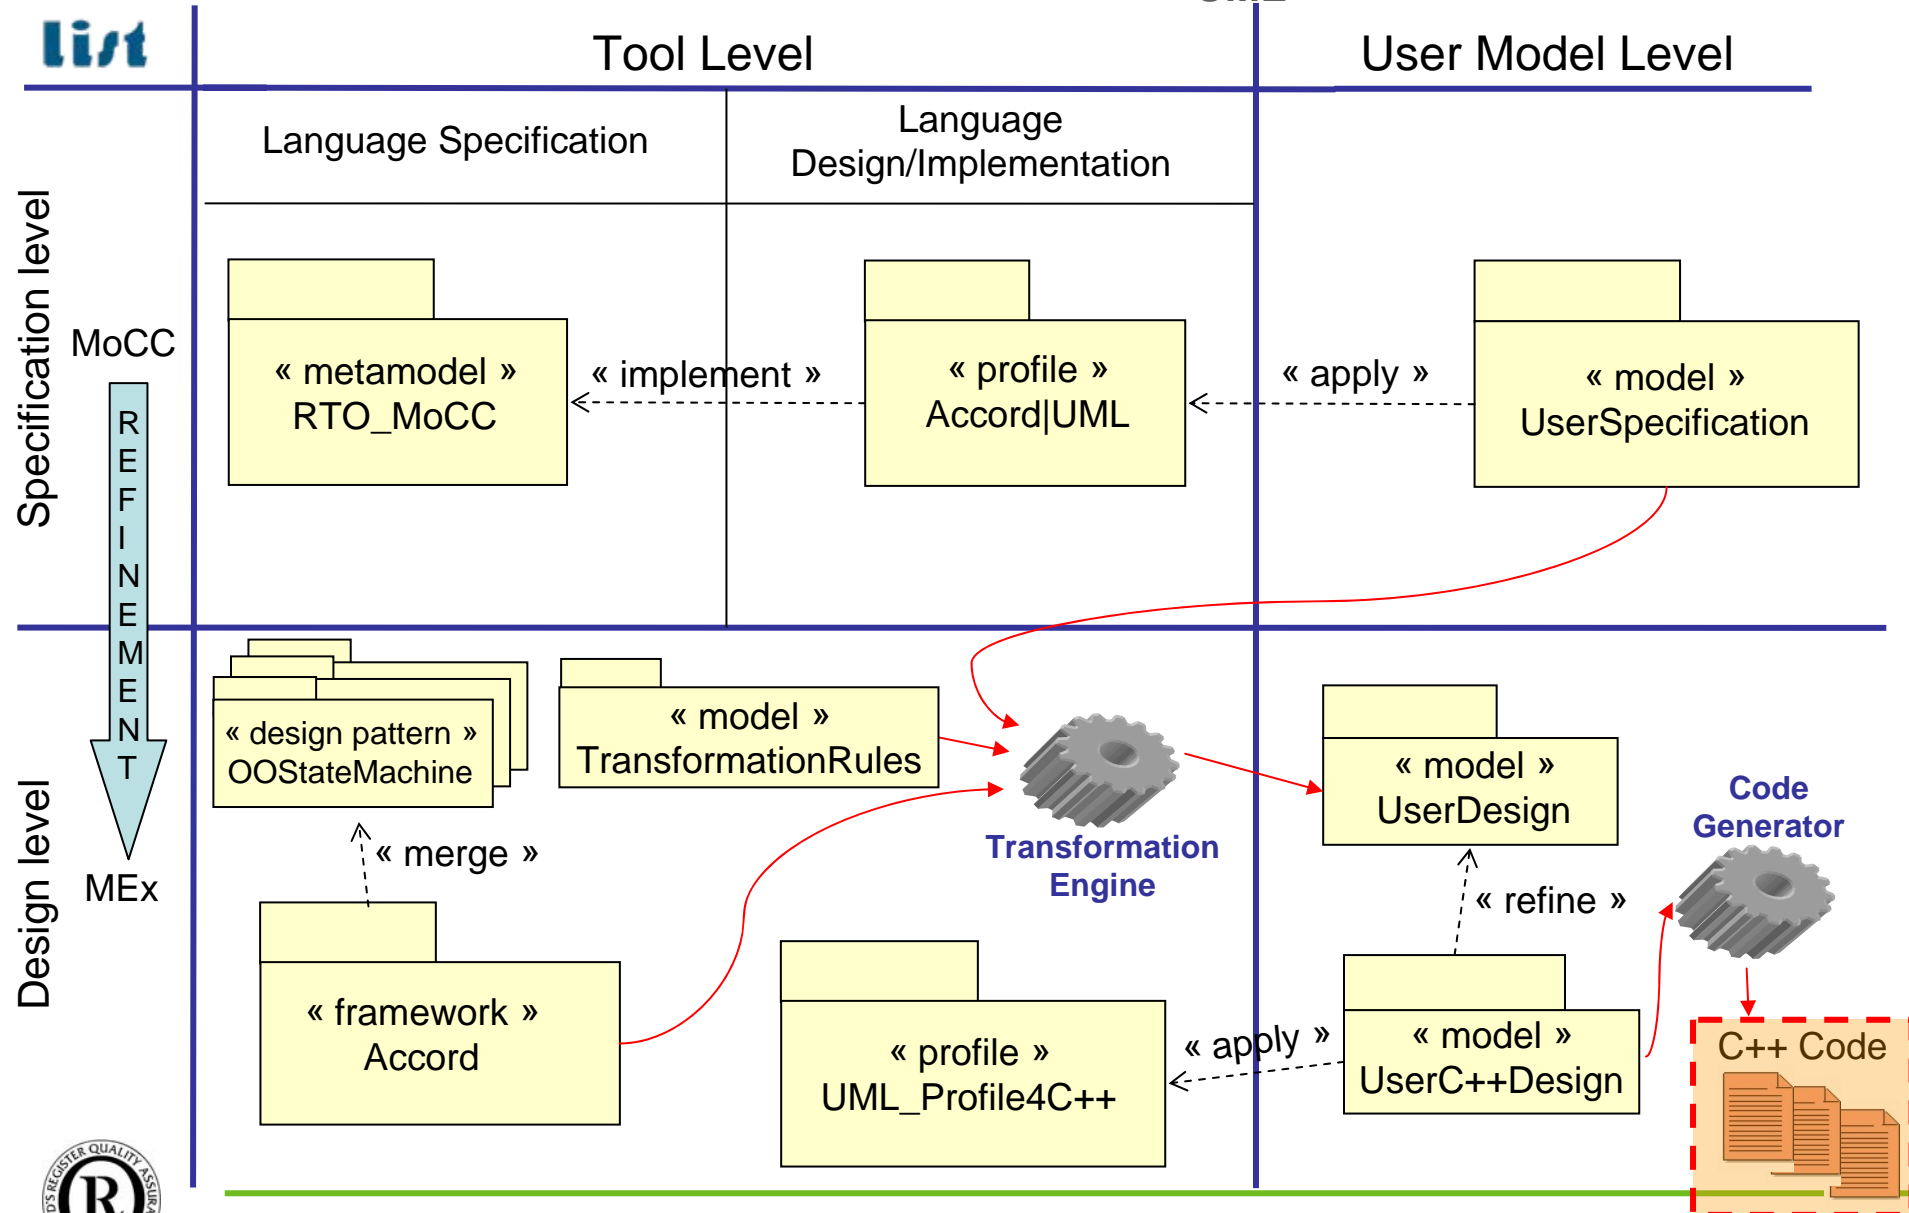 list
Tool Level
User Model Level
Language Specification
Language
Design/Implementation
Specification level
MoCC
REFINEMENT
MEx
Design level
« metamodel »
RTO_MoCC
« implement »
« profile »
Accord|UML
« apply »
« model »
UserSpecification
« design pattern »
OOStateMachine
« model »
TransformationRules
Transformation
Engine
« model »
UserDesign
Code
Generator
« merge »
« refine »
« framework »
Accord
« profile »
UML_Profile4C++
« apply »
« model »
UserC++Design
C++ Code
R